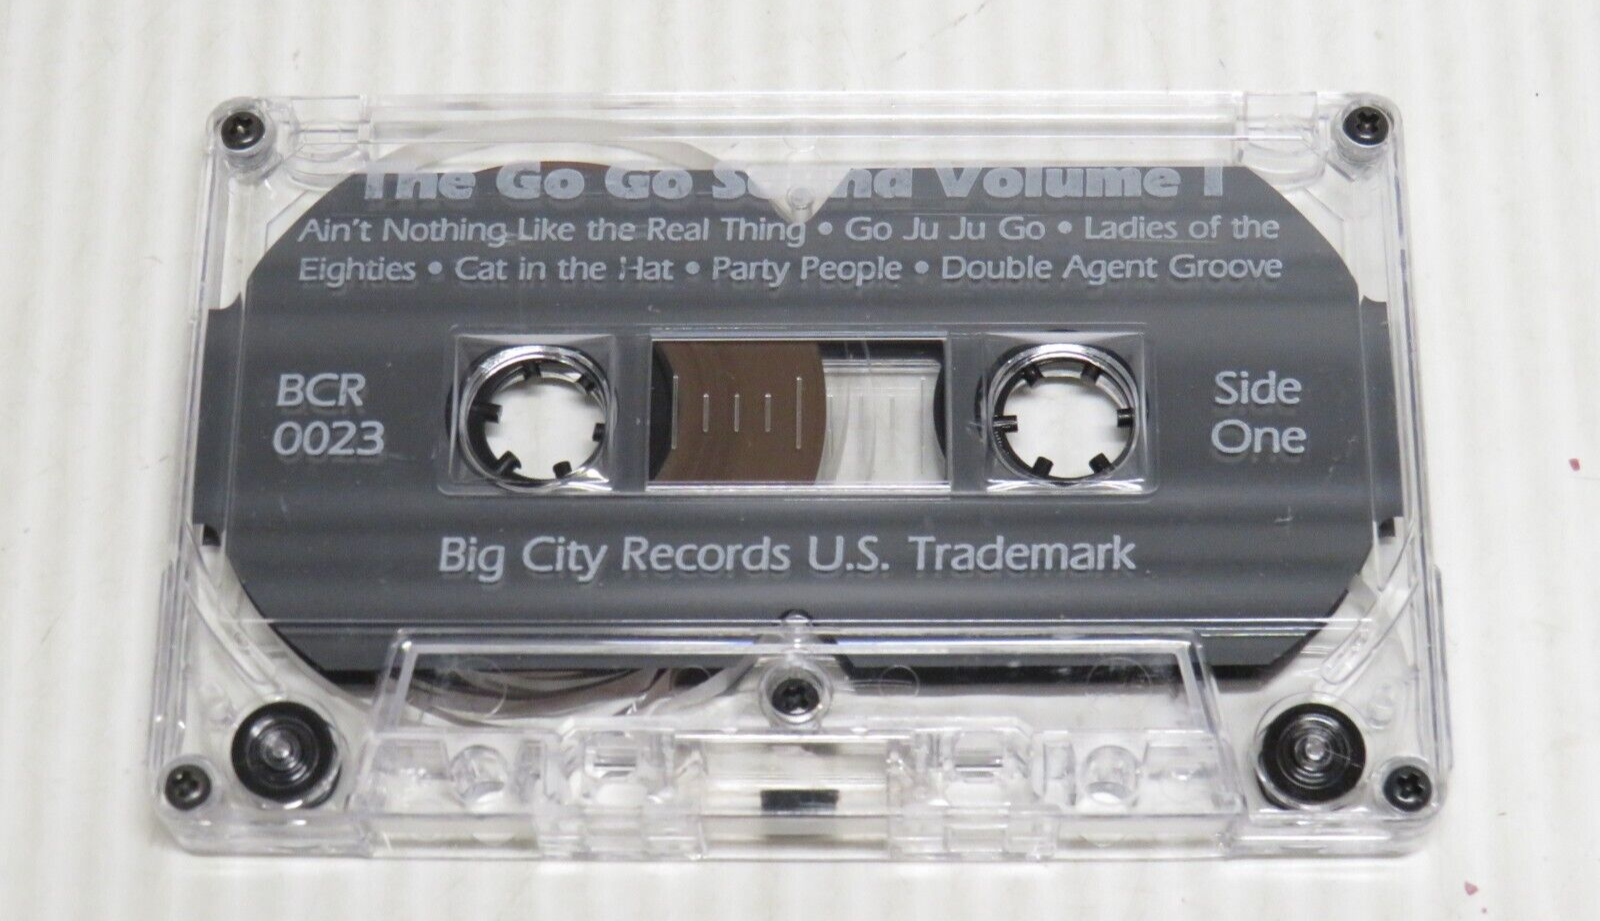 The Go Go Sound Volume 1
Ain't Nothing Like the Real Thing • Go Ju Ju Go • Ladies of the
Eighties • Cat in the Hat • Party People • Double Agent Groove
BCR
0023
Side
One
Big City Records U.S. Trademark